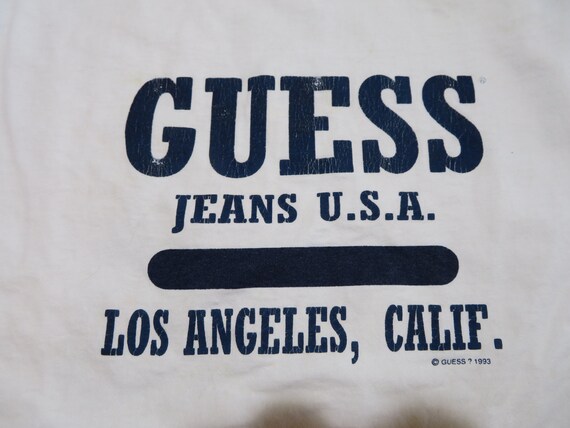 GUESS®
JEANS U.S.A.
LOS ANGELES, CALIF.
© GUESS ? 1993